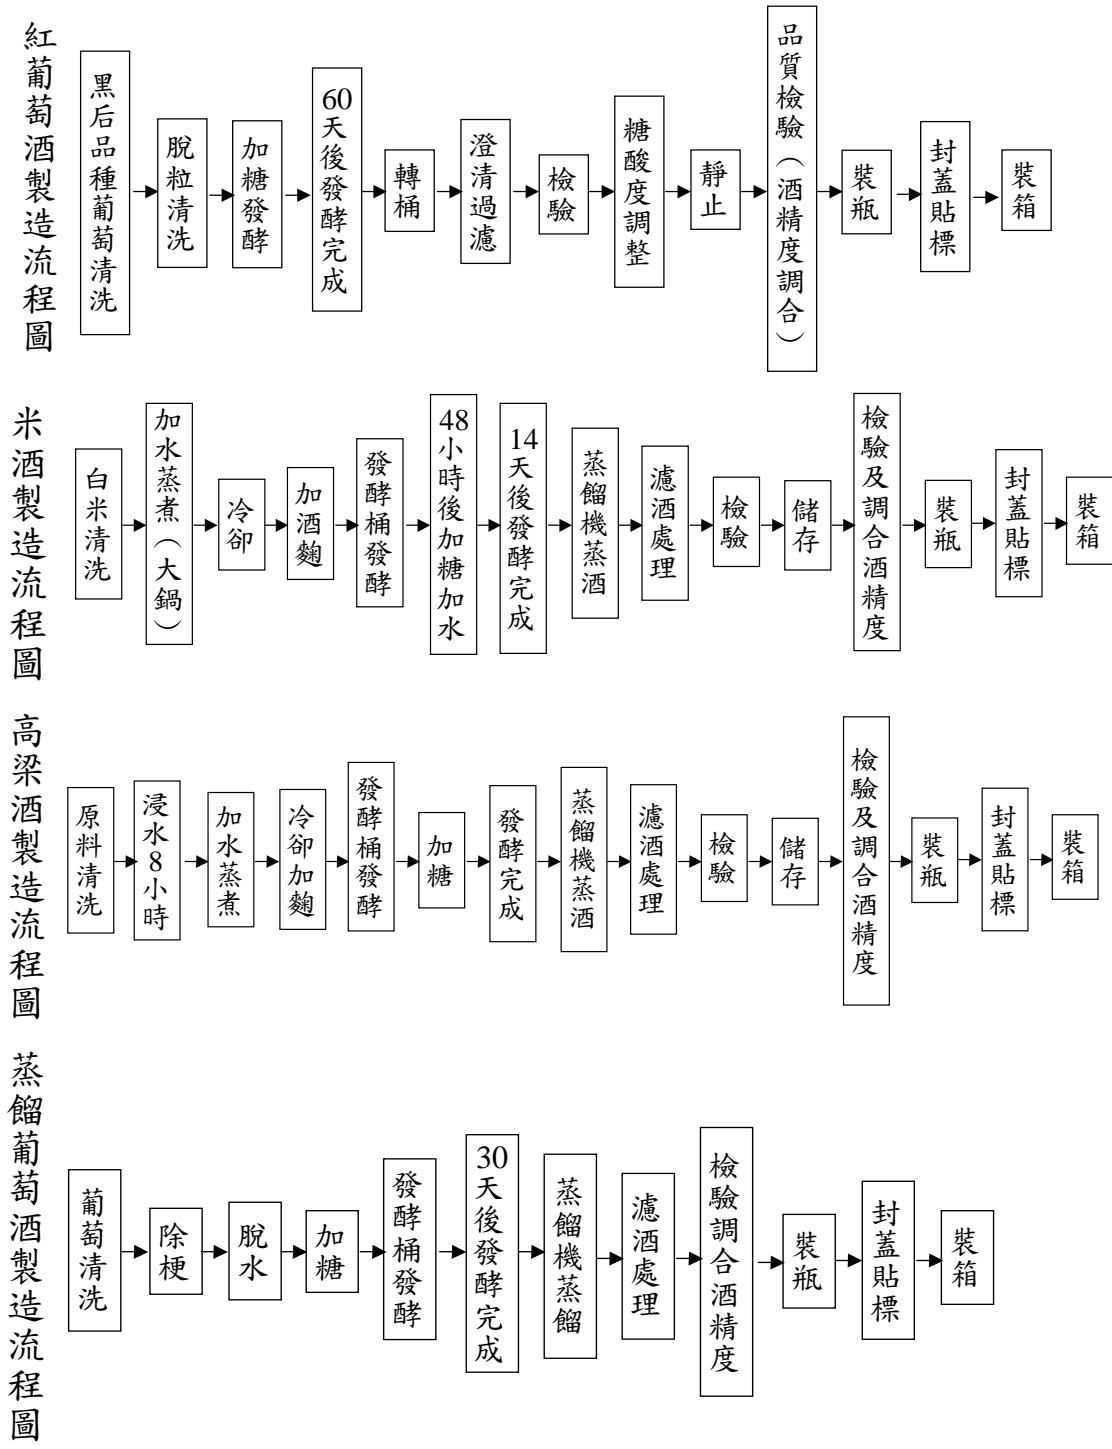 紅葡萄酒製造流程圖
黑后品種葡萄清洗
脫粒清洗
加糖發酵
60天後發酵完成
轉桶
澄清過濾
檢驗
糖酸度調整
靜止
品質檢驗（酒精度調合）
裝瓶
封蓋貼標
裝箱
米酒製造流程圖
白米清洗
加水蒸煮（大鍋）
冷卻
加酒麴
發酵桶發酵
48小時後加糖加水
14天後發酵完成
蒸餾機蒸酒
濾酒處理
檢驗
儲存
檢驗及調合酒精度
裝瓶
封蓋貼標
裝箱
高梁酒製造流程圖
原料清洗
浸水8小時
加水蒸煮
冷卻加麴
發酵桶發酵
加糖
發酵完成
蒸餾機蒸酒
濾酒處理
檢驗
儲存
檢驗及調合酒精度
裝瓶
封蓋貼標
裝箱
蒸餾葡萄酒製造流程圖
葡萄清洗
除梗
脫水
加糖
發酵桶發酵
30天後發酵完成
蒸餾機蒸餾
濾酒處理
檢驗調合酒精度
裝瓶
封蓋貼標
裝箱